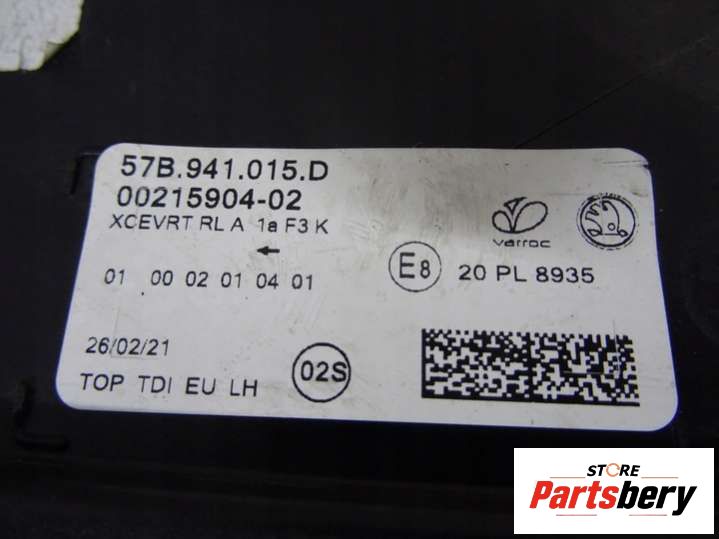 57B.941.015.D
00215904-02
XCEVRT RL A 1a F3 K
varroc
←
E8 20 PL 8935
01 00 02 01 04 01
26/02/21
02S
TOP TDI EU LH
STORE
Partsbery